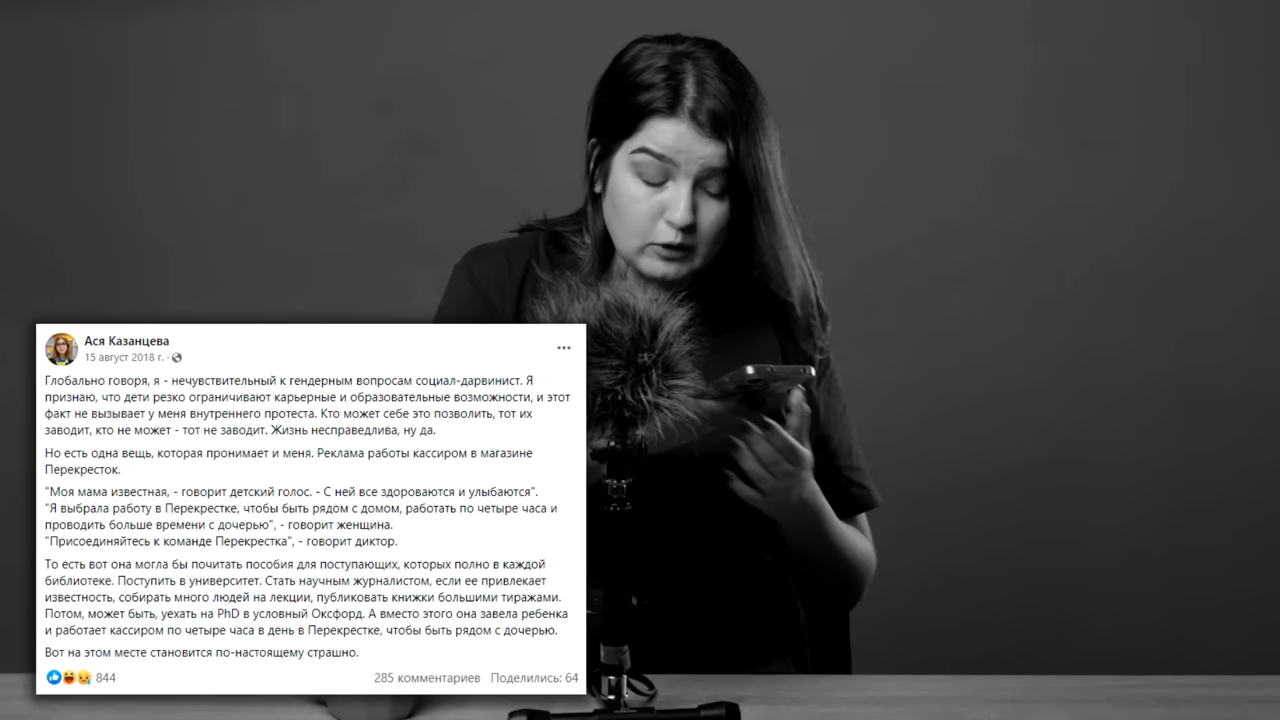 Ася Казанцева
15 август 2018 г. ·
Глобально говоря, я - нечувствительный к гендерным вопросам социал-дарвинист. Я
признаю, что дети резко ограничивают карьерные и образовательные возможности, и этот
факт не вызывает у меня внутреннего протеста. Кто может себе это позволить, тот их
заводит, кто не может - тот не заводит. Жизнь несправедлива, ну да.
Но есть одна вещь, которая пронимает и меня. Реклама работы кассиром в магазине
Перекресток.
"Моя мама известная, - говорит детский голос. - С ней все здороваются и улыбаются".
"Я выбрала работу в Перекрестке, чтобы быть рядом с домом, работать по четыре часа и
проводить больше времени с дочерью", - говорит женщина.
"Присоединяйтесь к команде Перекрестка", - говорит диктор.
То есть вот она могла бы почитать пособия для поступающих, которых полно в каждой
библиотеке. Поступить в университет. Стать научным журналистом, если ее привлекает
известность, собирать много людей на лекции, публиковать книжки большими тиражами.
Потом, может быть, уехать на PhD в условный Оксфорд. А вместо этого она завела ребенка
и работает кассиром по четыре часа в день в Перекрестке, чтобы быть рядом с дочерью.
Вот на этом месте становится по-настоящему страшно.
844 285 комментариев Поделились: 64